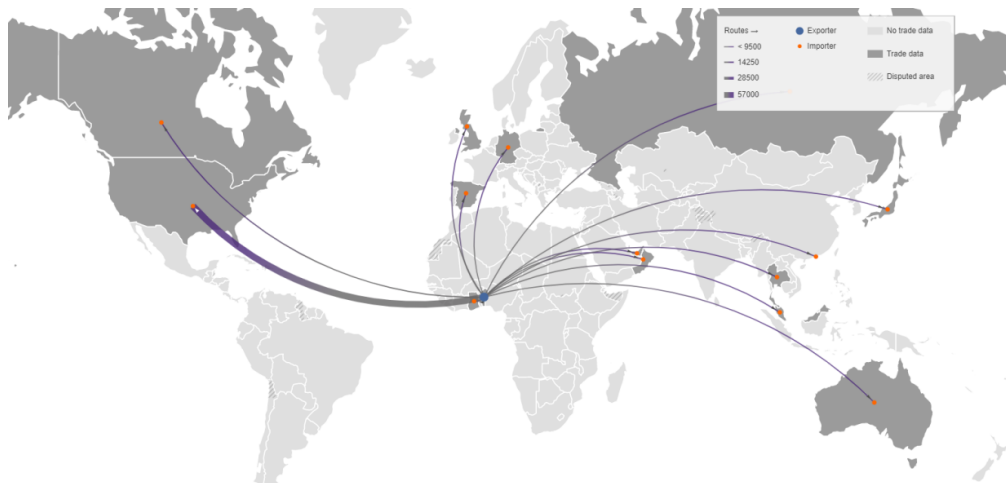 Routes →
< 9500
14250
28500
57000
Exporter
Importer
No trade data
Trade data
Disputed area